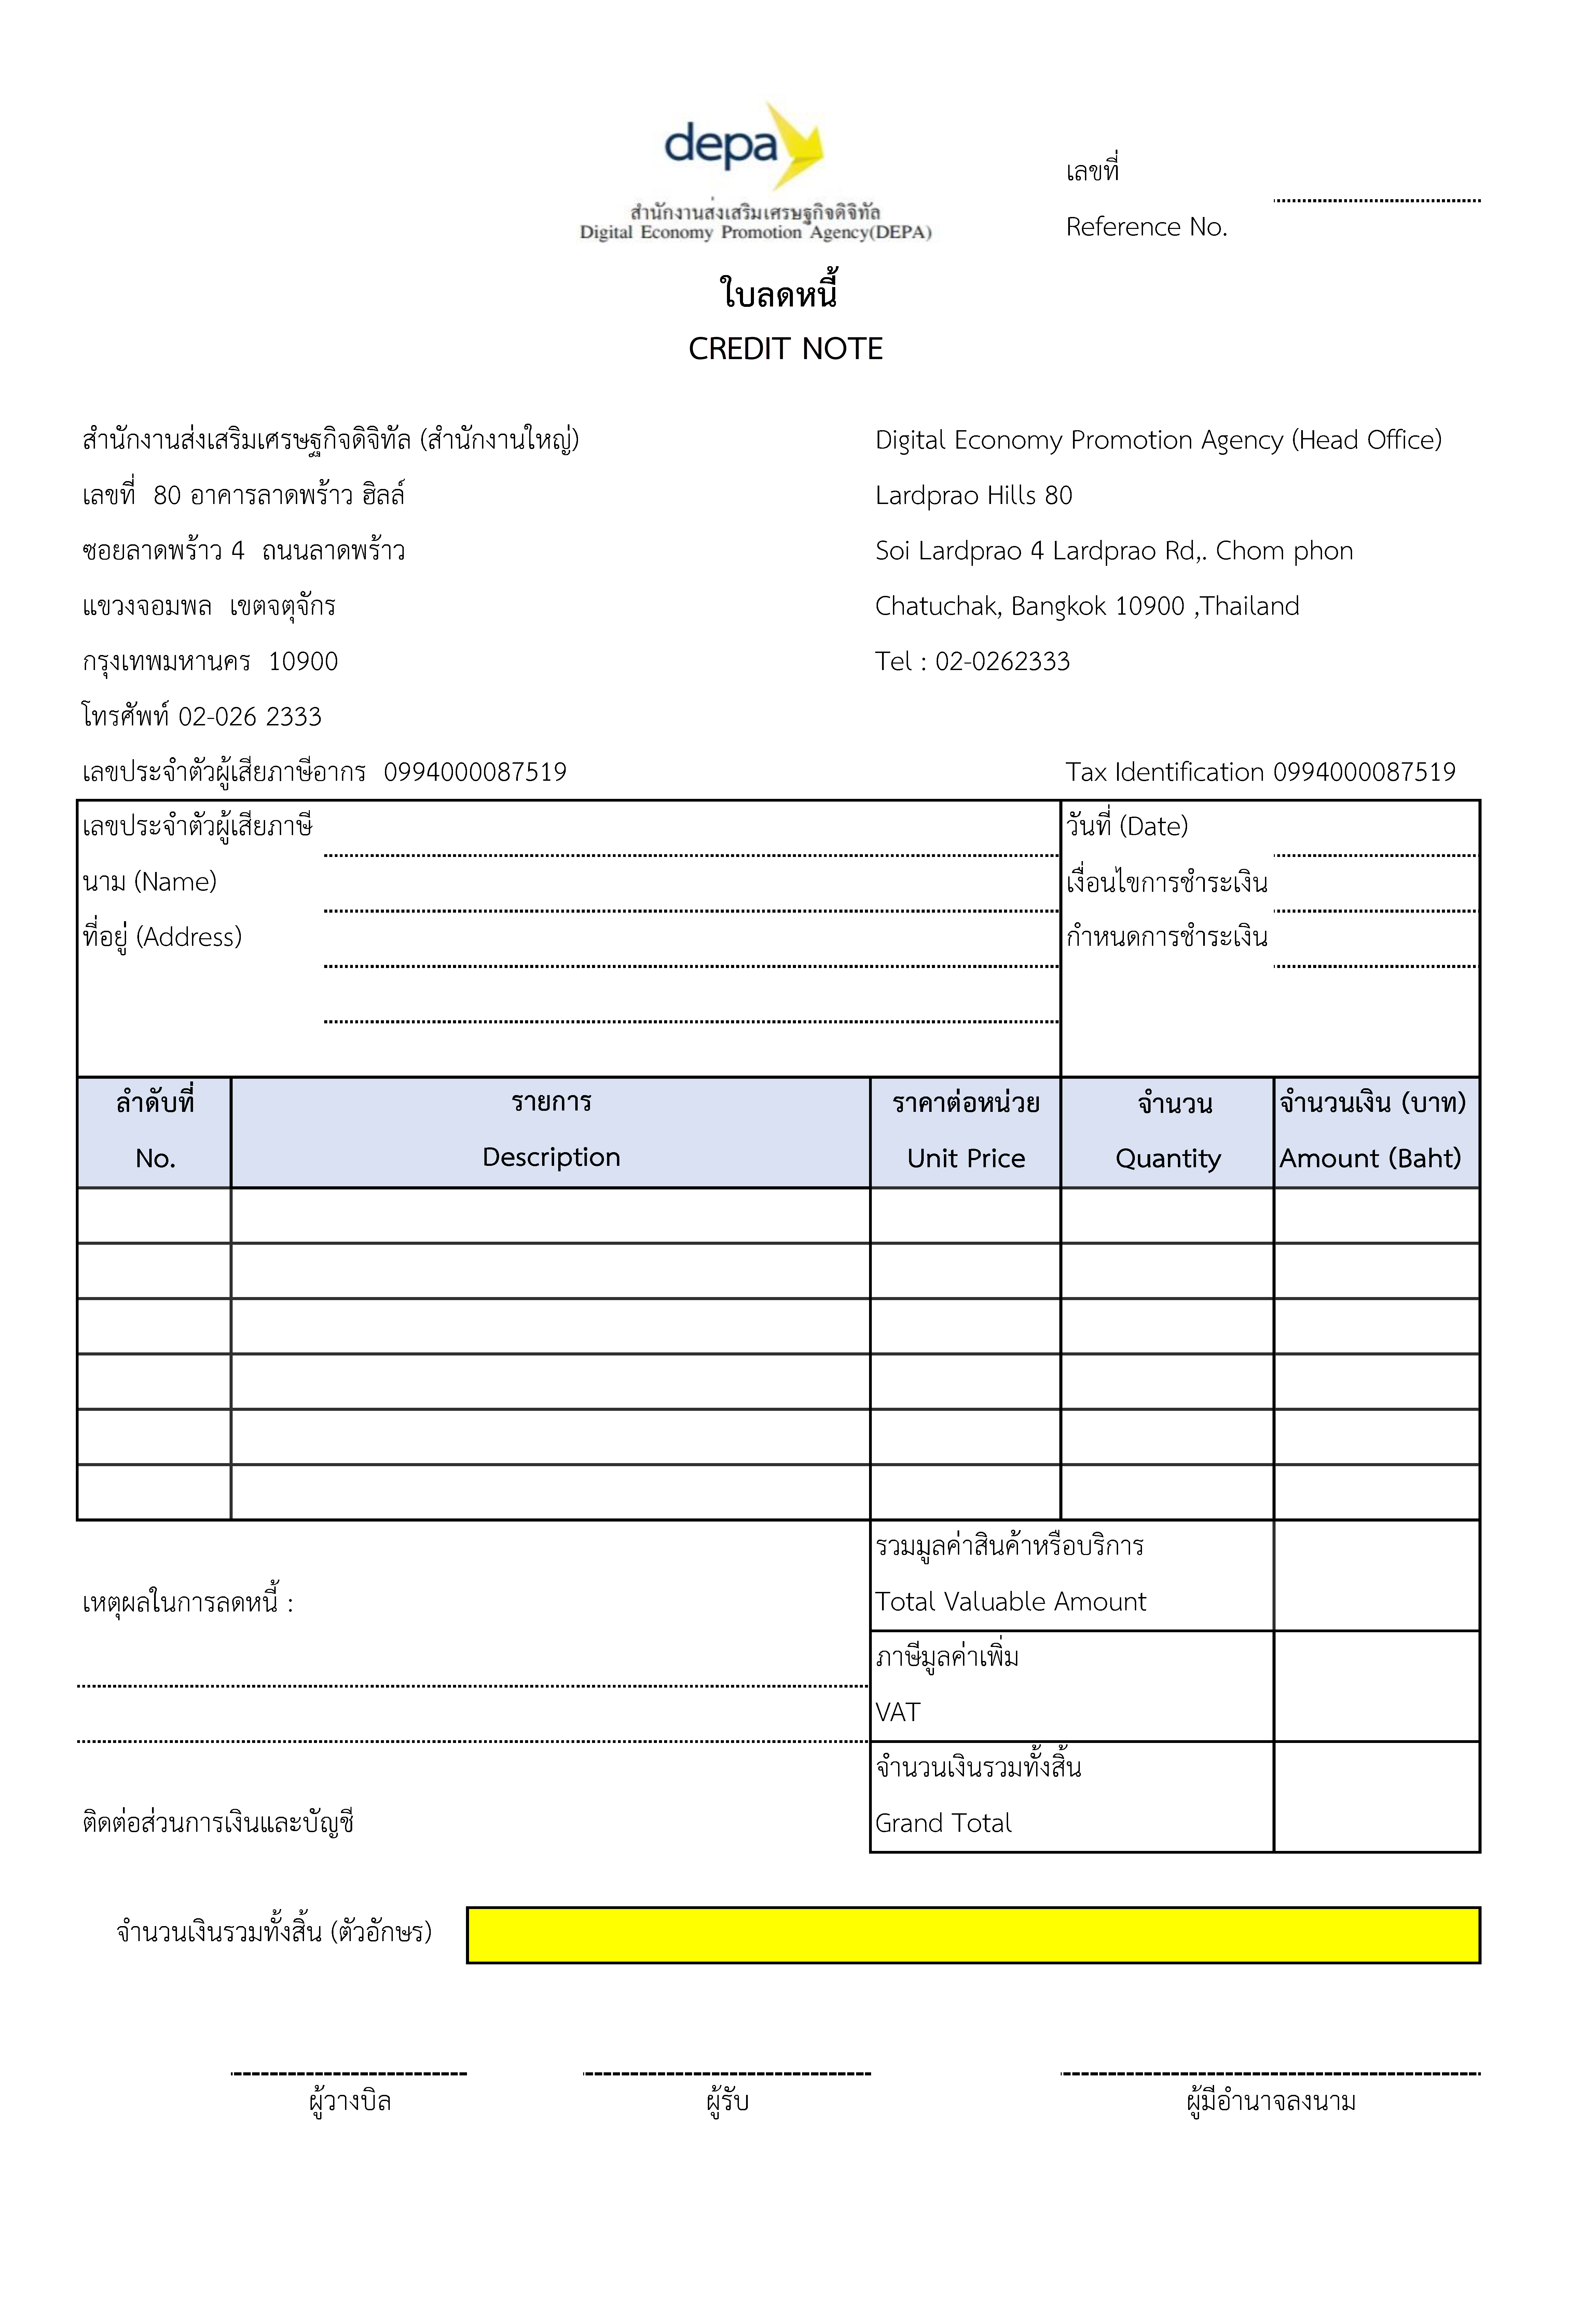 depa
สำนักงานส่งเสริมเศรษฐกิจดิจิทัล
Digital Economy Promotion Agency(DEPA)
เลขที่
Reference No.
ใบลดหนี้
CREDIT NOTE
สำนักงานส่งเสริมเศรษฐกิจดิจิทัล (สำนักงานใหญ่)
เลขที่ 80 อาคารลาดพร้าว ฮิลล์
ซอยลาดพร้าว 4 ถนนลาดพร้าว
แขวงจอมพล เขตจตุจักร
กรุงเทพมหานคร 10900
โทรศัพท์ 02-026 2333
เลขประจำตัวผู้เสียภาษีอากร 0994000087519
Digital Economy Promotion Agency (Head Office)
Lardprao Hills 80
Soi Lardprao 4 Lardprao Rd,. Chom phon
Chatuchak, Bangkok 10900 ,Thailand
Tel : 02-0262333
Tax Identification 0994000087519
เลขประจำตัวผู้เสียภาษี
นาม (Name)
ที่อยู่ (Address)
วันที่ (Date)
เงื่อนไขการชำระเงิน
กำหนดการชำระเงิน
ลำดับที่
No.
รายการ
Description
ราคาต่อหน่วย
Unit Price
จำนวน
Quantity
จำนวนเงิน (บาท)
Amount (Baht)
รวมมูลค่าสินค้าหรือบริการ
Total Valuable Amount
ภาษีมูลค่าเพิ่ม
VAT
จำนวนเงินรวมทั้งสิ้น
Grand Total
เหตุผลในการลดหนี้ :
ติดต่อส่วนการเงินและบัญชี
จำนวนเงินรวมทั้งสิ้น (ตัวอักษร)
ผู้วางบิล
ผู้รับ
ผู้มีอำนาจลงนาม